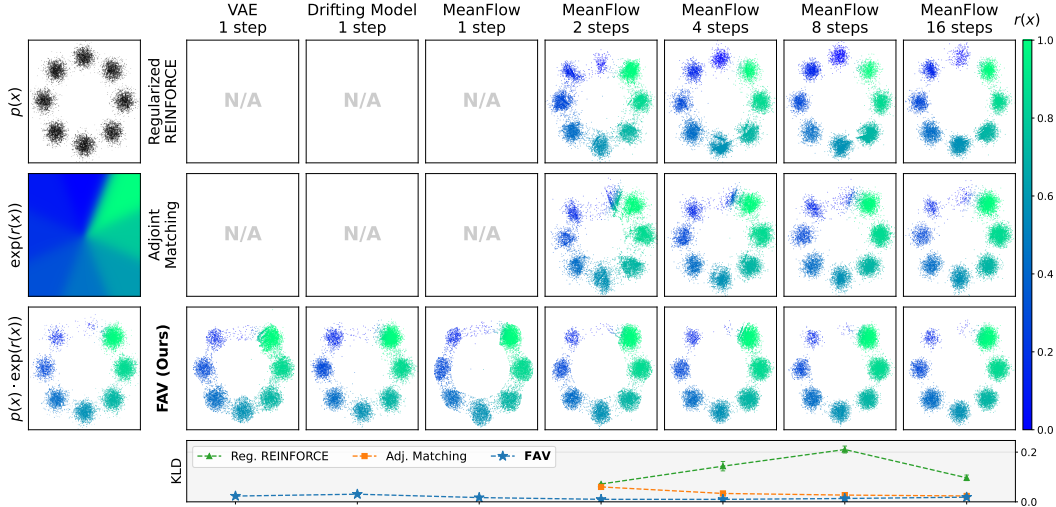 VAE
1 step
Drifting Model
1 step
MeanFlow
1 step
MeanFlow
2 steps
MeanFlow
4 steps
MeanFlow
8 steps
MeanFlow
16 steps
r(x)
p(x)
Regularized
REINFORCE
N/A
N/A
N/A
1.0
0.8
0.6
0.4
0.2
0.0
exp(r(x))
Adjoint
Matching
N/A
N/A
N/A
p(x) · exp(r(x))
FAV (Ours)
KLD
Reg. REINFORCE
Adj. Matching
FAV
0.2
0.0